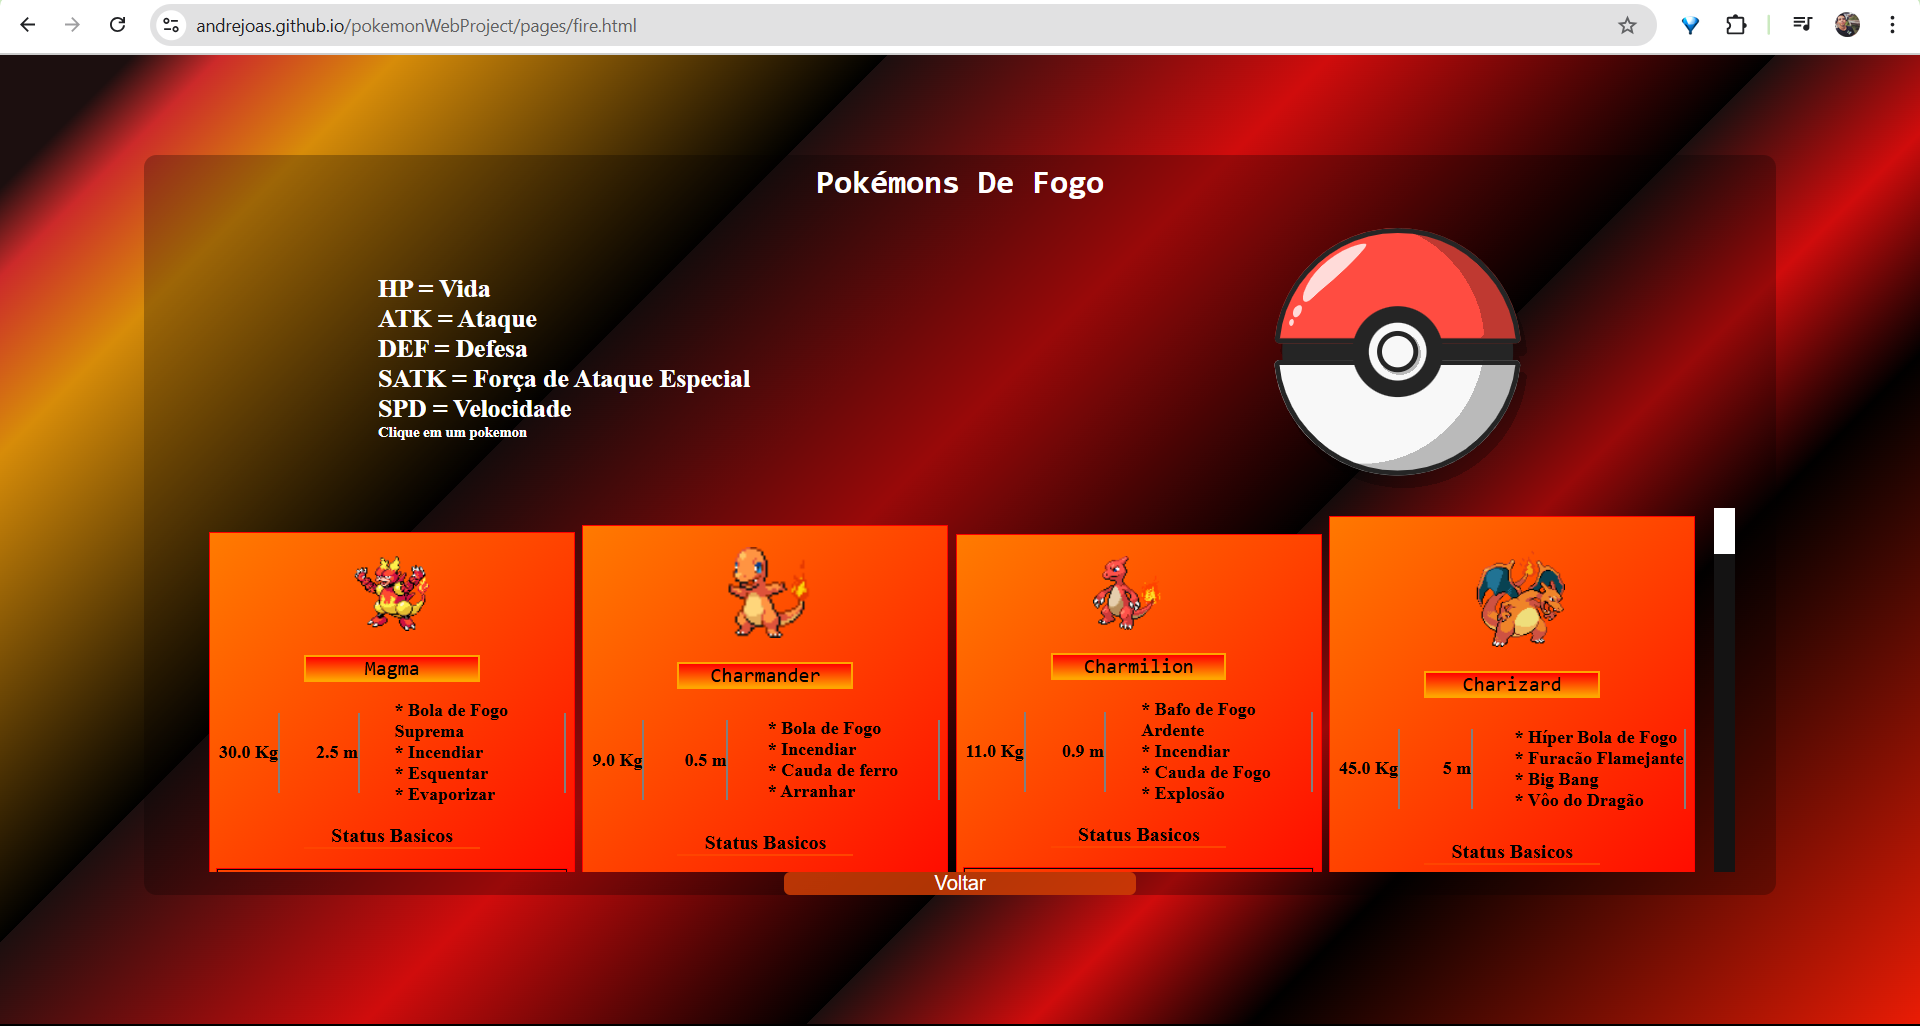 andrejoas.github.io/pokemonWebProject/pages/fire.html
Pokémons De Fogo
HP = Vida
ATK = Ataque
DEF = Defesa
SATK = Força de Ataque Especial
SPD = Velocidade
Clique em um pokemon
Magma
30.0 Kg
2.5 m
* Bola de Fogo
Suprema
* Incendiar
* Esquentar
* Evaporizar
Status Basicos
Charmander
9.0 Kg
0.5 m
* Bola de Fogo
* Incendiar
* Cauda de ferro
* Arranhar
Status Basicos
Charmilion
11.0 Kg
0.9 m
* Bafo de Fogo
Ardente
* Incendiar
* Cauda de Fogo
* Explosão
Status Basicos
Charizard
45.0 Kg
5 m
* Híper Bola de Fogo
* Furacão Flamejante
* Big Bang
* Vôo do Dragão
Status Basicos
Voltar